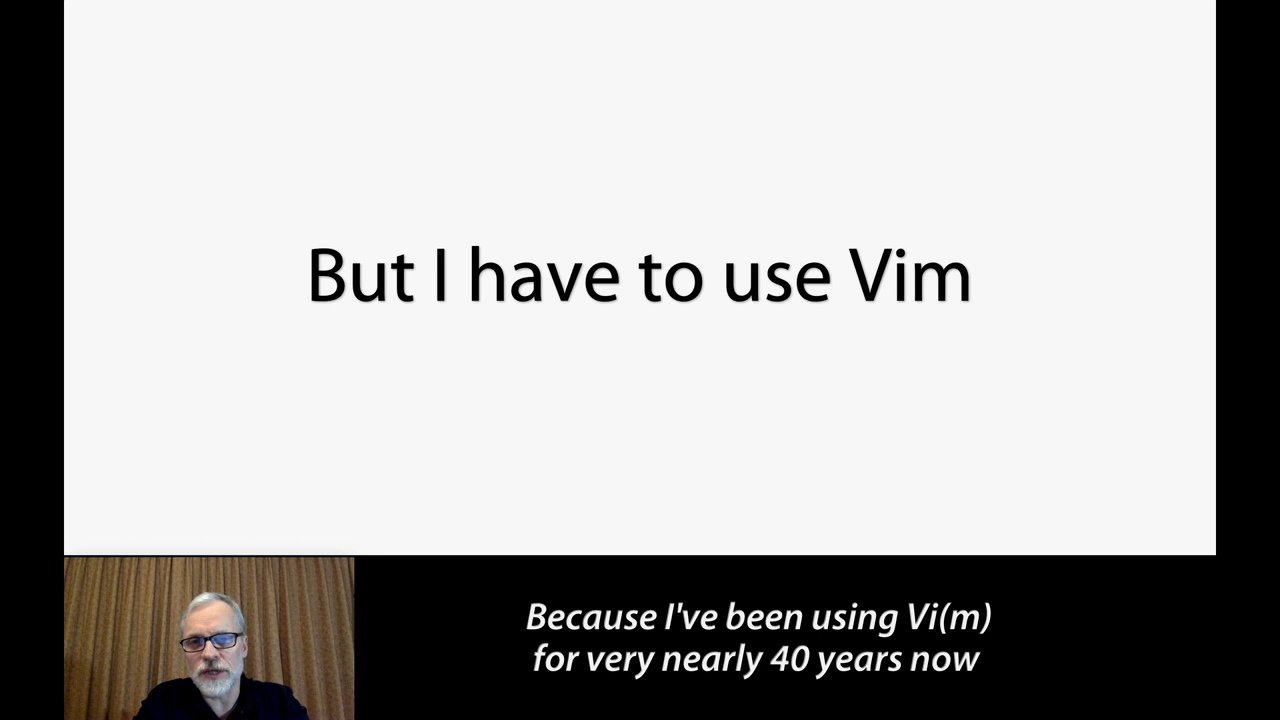 But I have to use Vim
Because I've been using Vi(m)
for very nearly 40 years now